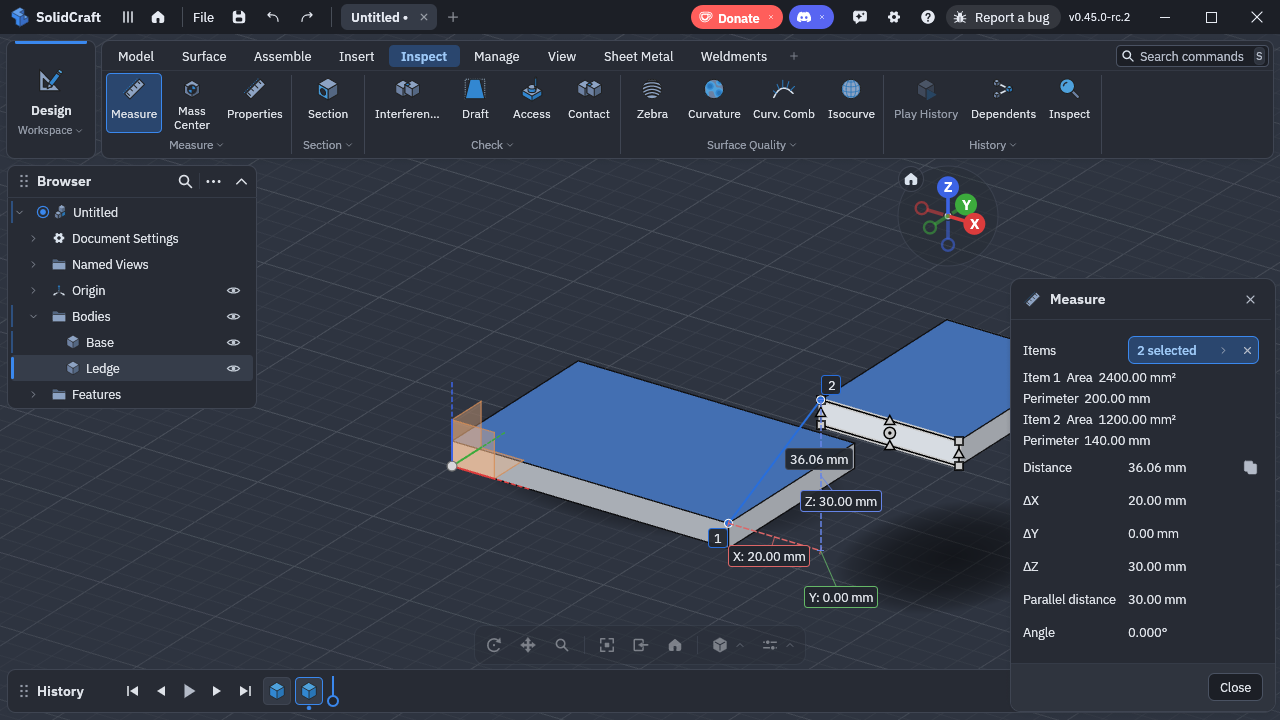 SolidCraft
File
Untitled •
Donate
Report a bug
v0.45.0-rc.2
Design
Workspace
Model
Surface
Assemble
Insert
Inspect
Manage
View
Sheet Metal
Weldments
Search commands
S
Measure
Mass Center
Properties
Section
Interferen...
Draft
Access
Contact
Zebra
Curvature
Curv. Comb
Isocurve
Play History
Dependents
Inspect
Measure
Section
Check
Surface Quality
History
Browser
Untitled
Document Settings
Named Views
Origin
Bodies
Base
Ledge
Features
Z
Y
X
2
36.06 mm
Z: 30.00 mm
1
X: 20.00 mm
Y: 0.00 mm
Measure
Items
2 selected
Item 1 Area 2400.00 mm²
Perimeter 200.00 mm
Item 2 Area 1200.00 mm²
Perimeter 140.00 mm
Distance 36.06 mm
ΔX 20.00 mm
ΔY 0.00 mm
ΔZ 30.00 mm
Parallel distance 30.00 mm
Angle 0.000°
Close
History